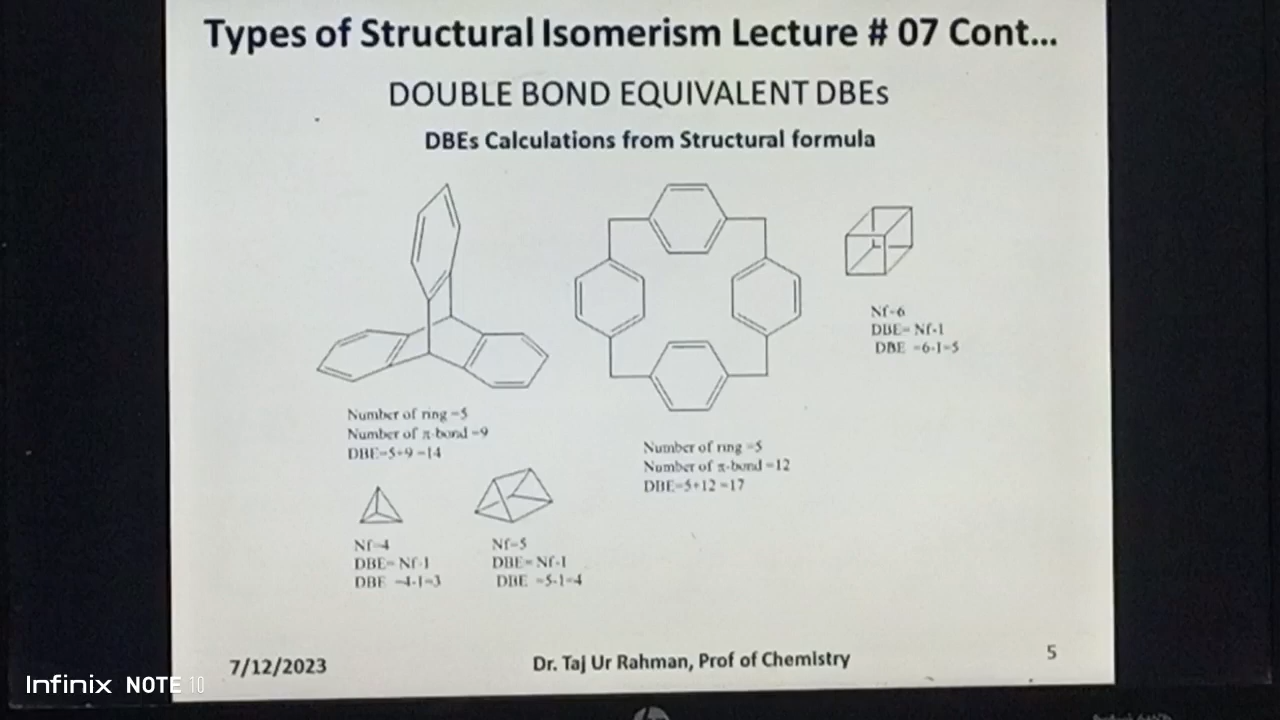 Types of Structural Isomerism Lecture # 07 Cont...
DOUBLE BOND EQUIVALENT DBEs
DBEs Calculations from Structural formula
Nf=6
DBE= Nf-1
DBE =6-1=5
Number of ring =5
Number of π-bond =9
DBE=5+9 =14
Number of ring =5
Number of π-bond =12
DBE=5+12 =17
Nf=4
DBE= Nf-1
DBE =4-1=3
Nf=5
DBE= Nf-1
DBE =5-1=4
7/12/2023
Dr. Taj Ur Rahman, Prof of Chemistry
5
Infinix NOTE 10